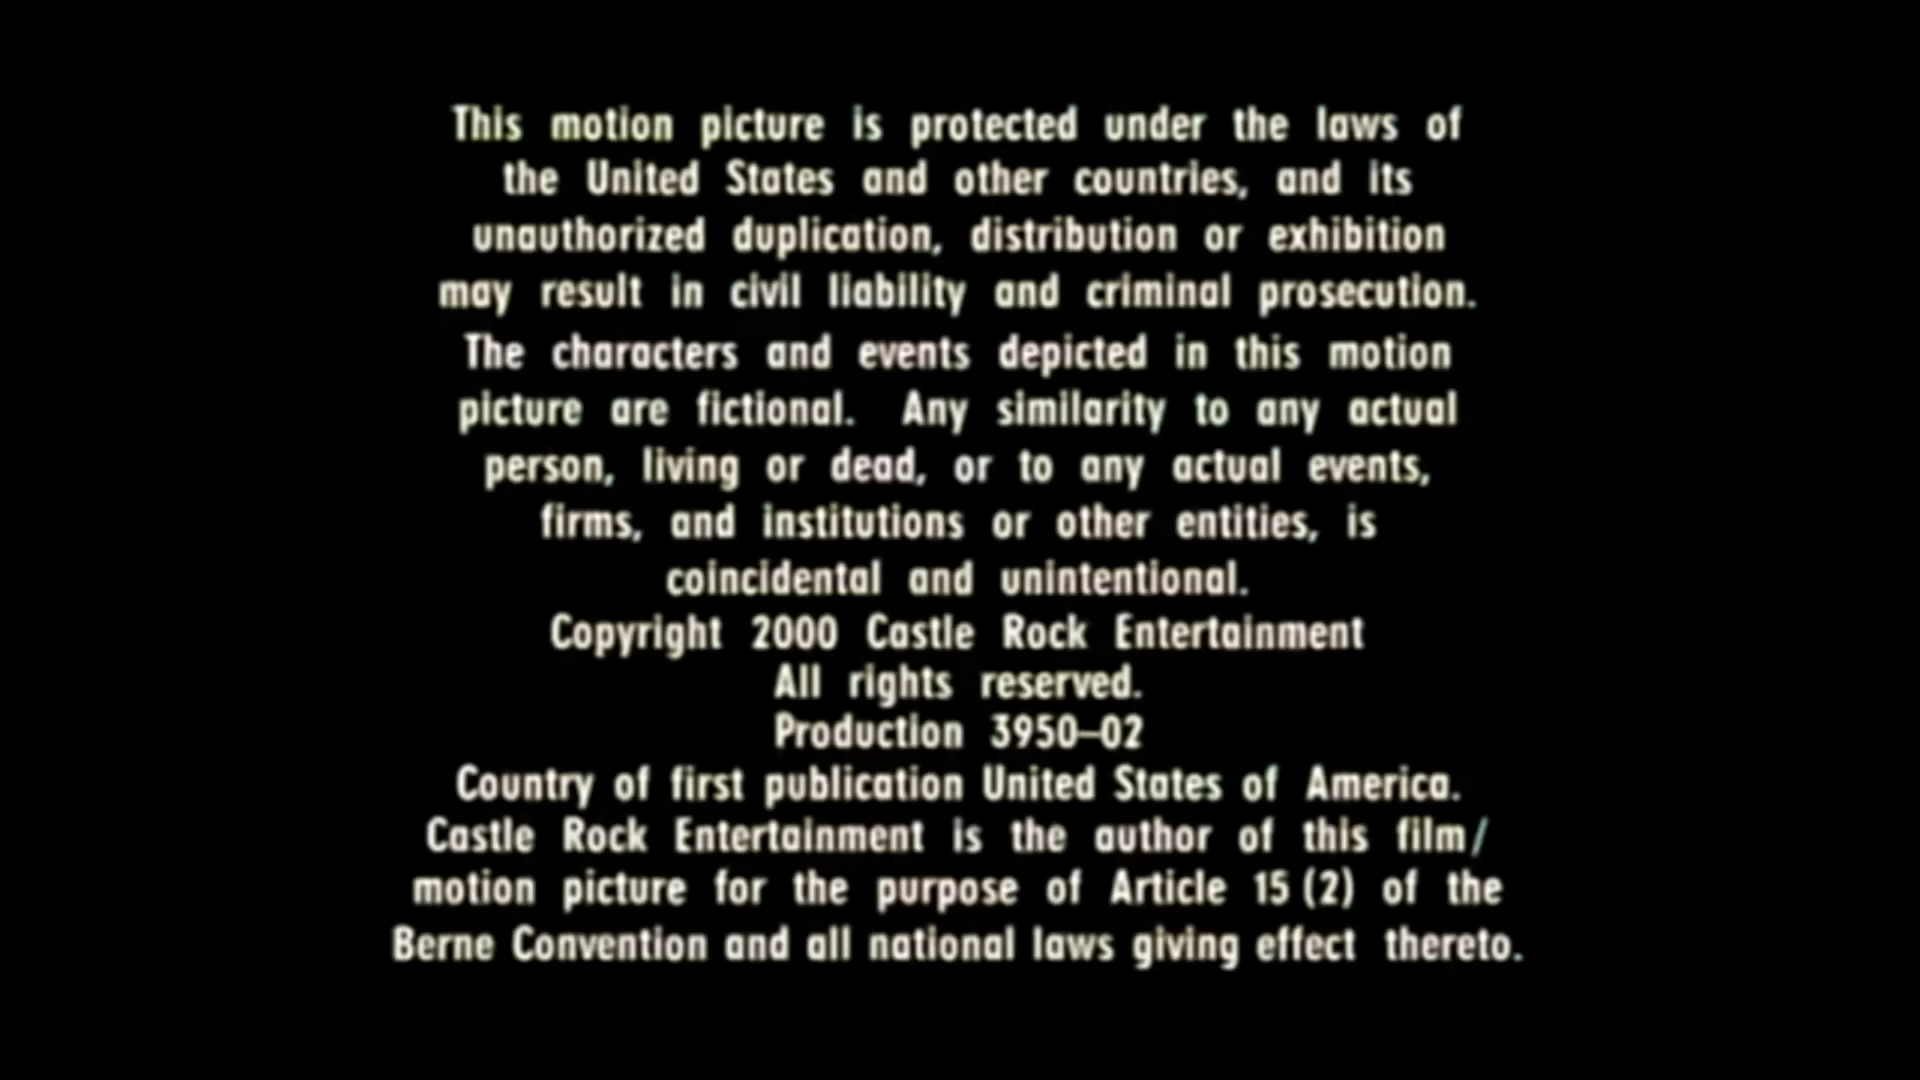 This motion picture is protected under the laws of
the United States and other countries, and its
unauthorized duplication, distribution or exhibition
may result in civil liability and criminal prosecution.
The characters and events depicted in this motion
picture are fictional. Any similarity to any actual
person, living or dead, or to any actual events,
firms, and institutions or other entities, is
coincidental and unintentional.
Copyright 2000 Castle Rock Entertainment
All rights reserved.
Production 3950–02
Country of first publication United States of America.
Castle Rock Entertainment is the author of this film/
motion picture for the purpose of Article 15 (2) of the
Berne Convention and all national laws giving effect thereto.